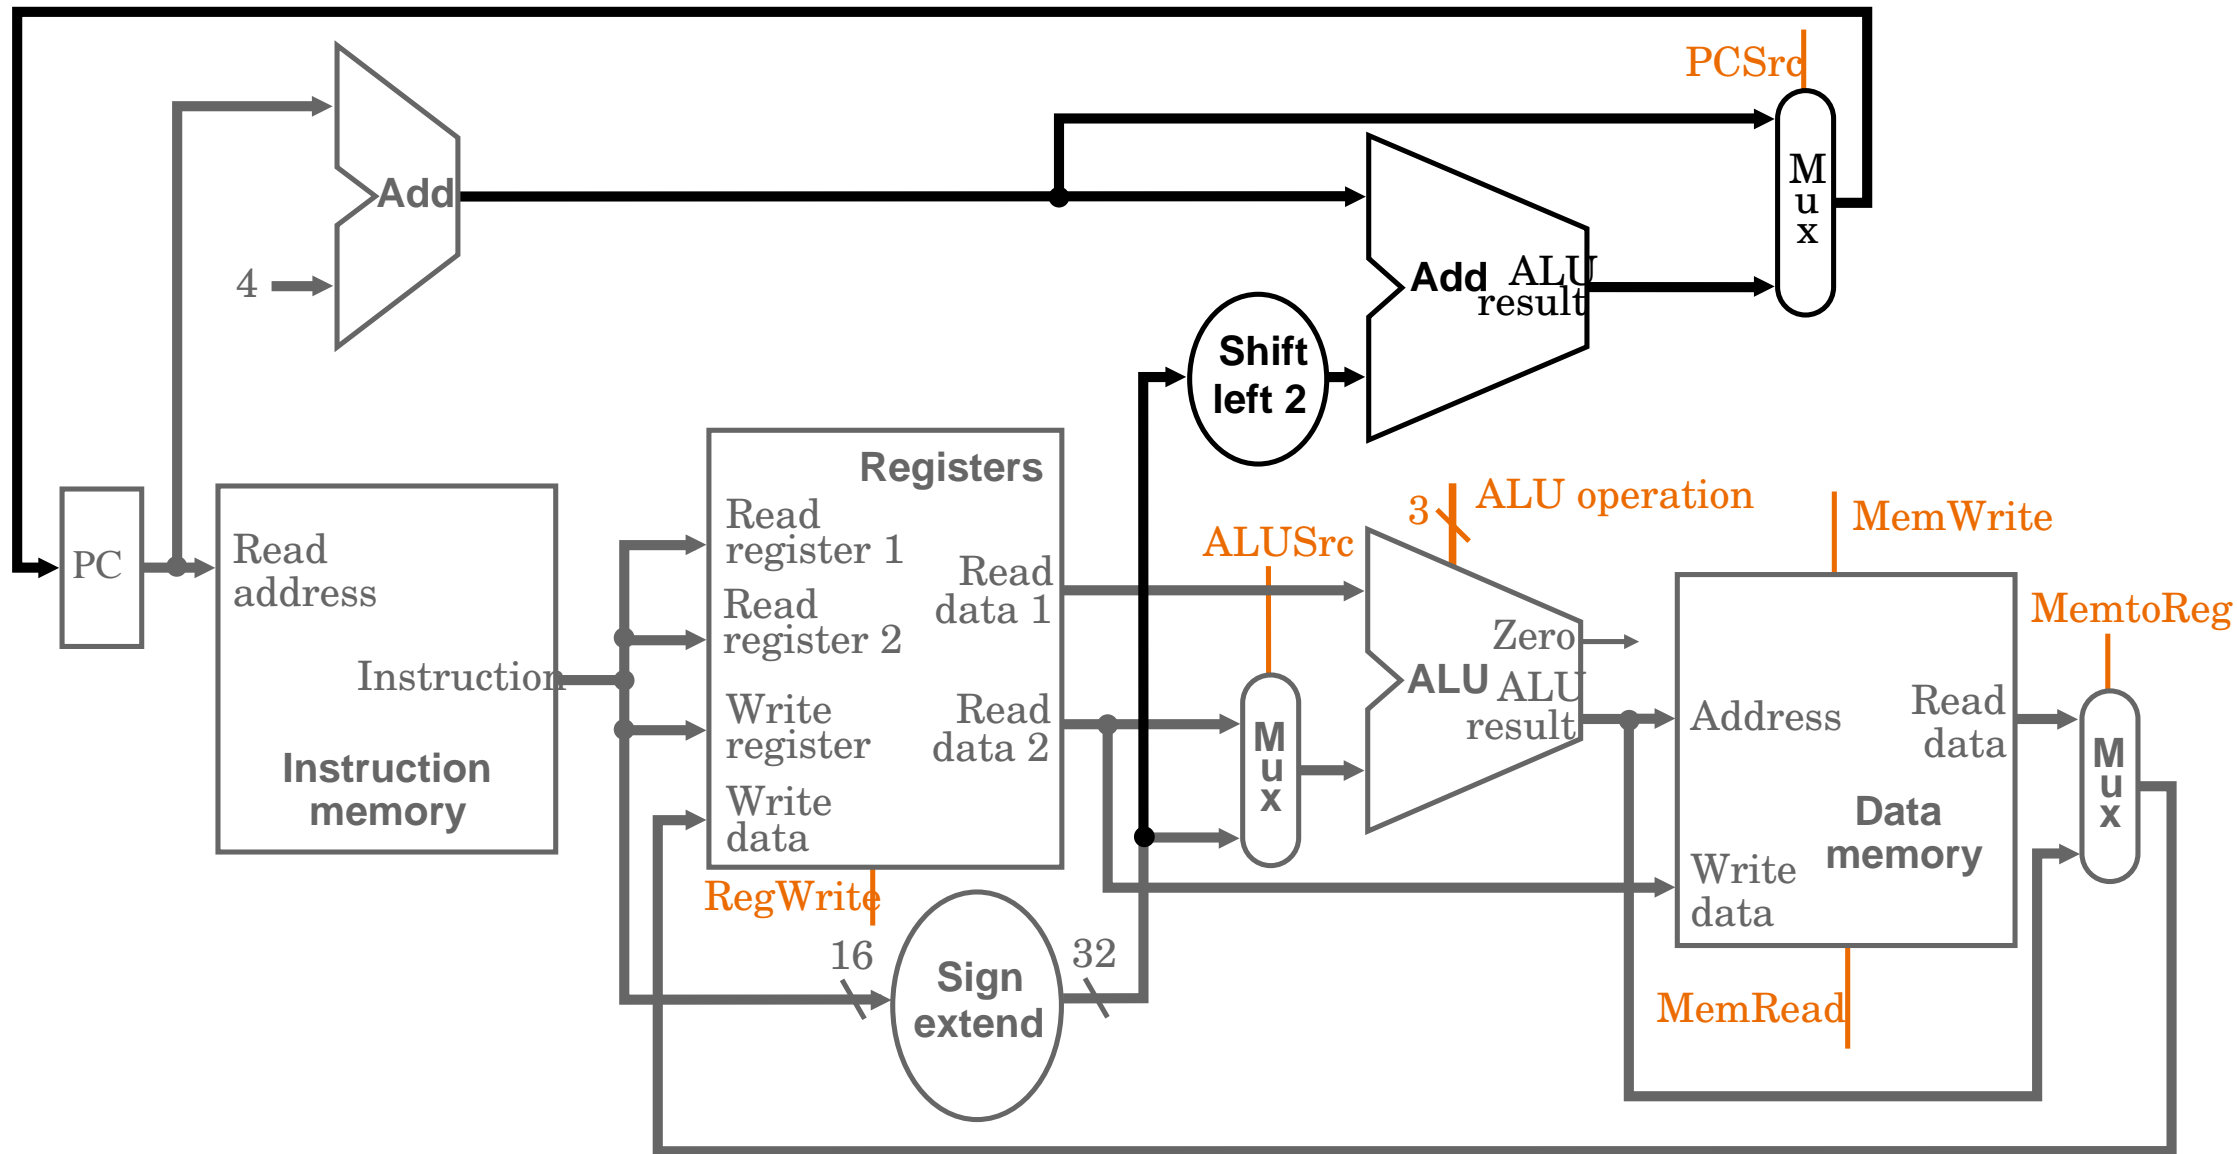 PCSrc
M
u
x
Add
4
Add
ALU
result
Shift
left 2
Registers
Read
register 1
Read
register 2
Write
register
Write
data
Read
data 1
Read
data 2
PC
Read
address
Instruction
Instruction
memory
RegWrite
16
Sign
extend
32
ALUSrc
M
u
x
3
ALU operation
Zero
ALU
ALU
result
MemWrite
Address
Read
data
Write
data
Data
memory
MemRead
MemtoReg
M
u
x